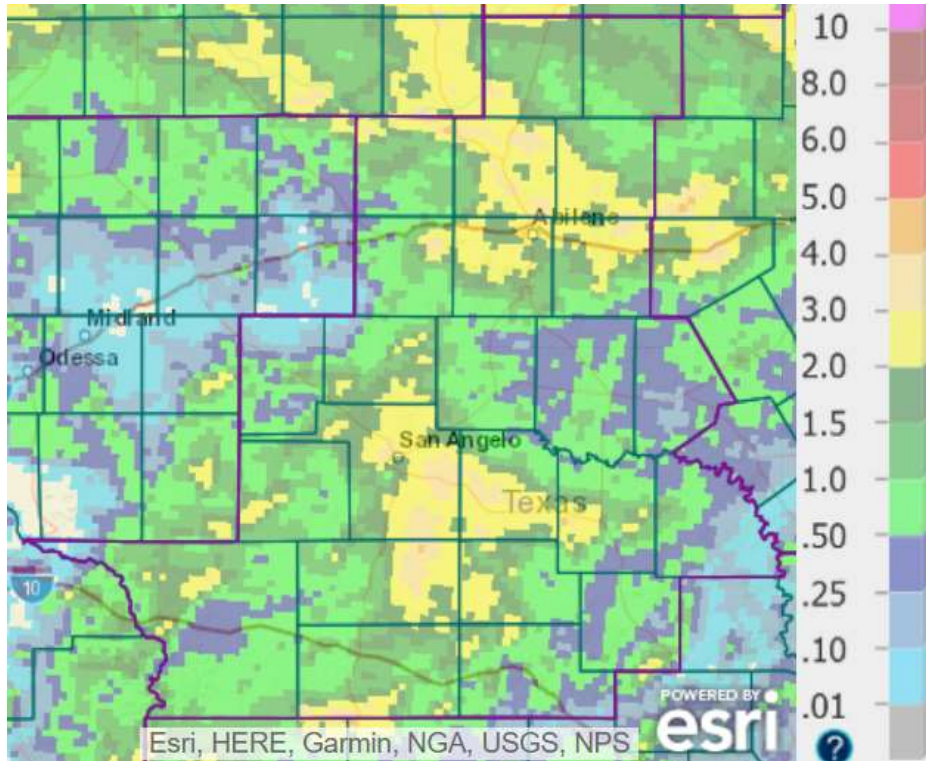 10
8.0
6.0
5.0
4.0
3.0
2.0
1.5
1.0
.50
.25
.10
.01
Abilene
Midland
Odessa
San Angelo
Texas
10
POWERED BY
esri
Esri, HERE, Garmin, NGA, USGS, NPS
?